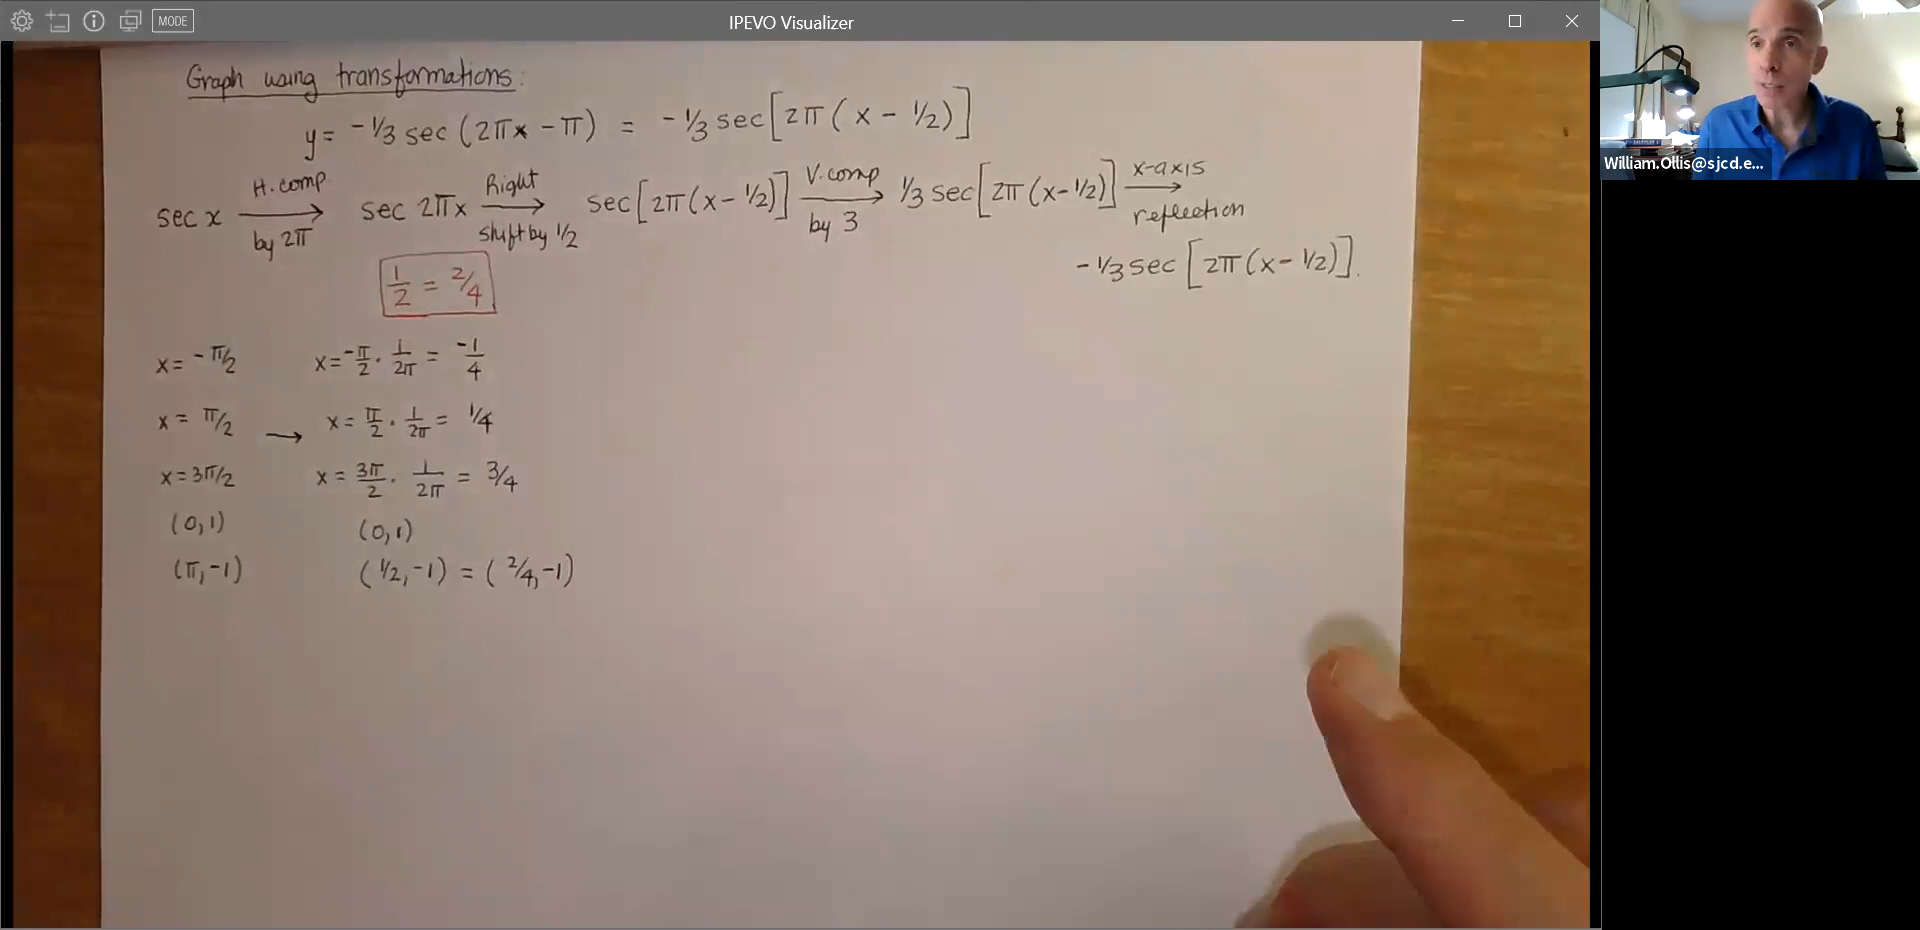 MODE
IPEVO Visualizer
William.Ollis@sjcd.e...
Graph using transformations:
y = -1/3 sec (2πx - π) = -1/3 sec [2π (x - 1/2)]
sec x → H. comp by 2π sec 2πx → Right shift by 1/2 sec [2π(x - 1/2)] → V. comp by 3 1/3 sec [2π (x - 1/2)] → x-axis reflection
-1/3 sec [2π (x - 1/2)].
1/2 = 2/4
x = -π/2 x = -π/2 · 1/2π = -1/4
x = π/2 → x = π/2 · 1/2π = 1/4
x = 3π/2 x = 3π/2 · 1/2π = 3/4
(0, 1) (0, 1)
(π, -1) (1/2, -1) = (2/4, -1)